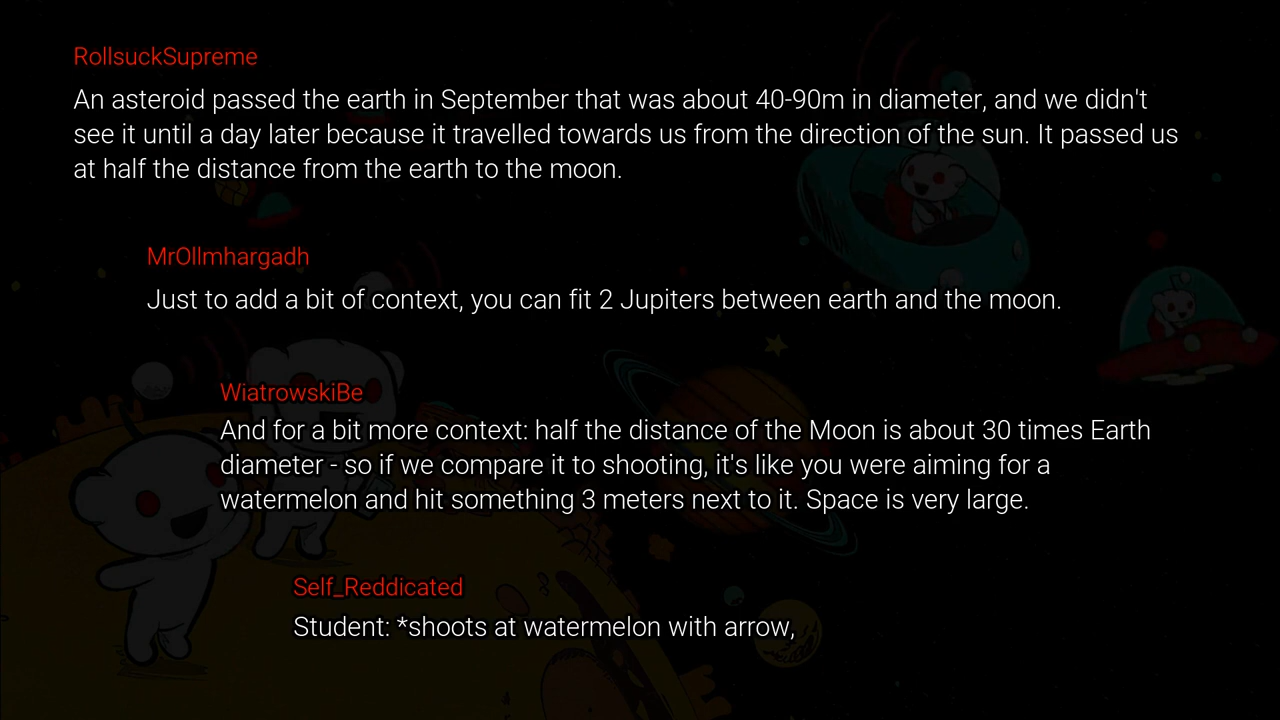 RollsuckSupreme
An asteroid passed the earth in September that was about 40-90m in diameter, and we didn't
see it until a day later because it travelled towards us from the direction of the sun. It passed us
at half the distance from the earth to the moon.
MrOllmhargadh
Just to add a bit of context, you can fit 2 Jupiters between earth and the moon.
WiatrowskiBe
And for a bit more context: half the distance of the Moon is about 30 times Earth
diameter - so if we compare it to shooting, it's like you were aiming for a
watermelon and hit something 3 meters next to it. Space is very large.
Self_Reddicated
Student: *shoots at watermelon with arrow,